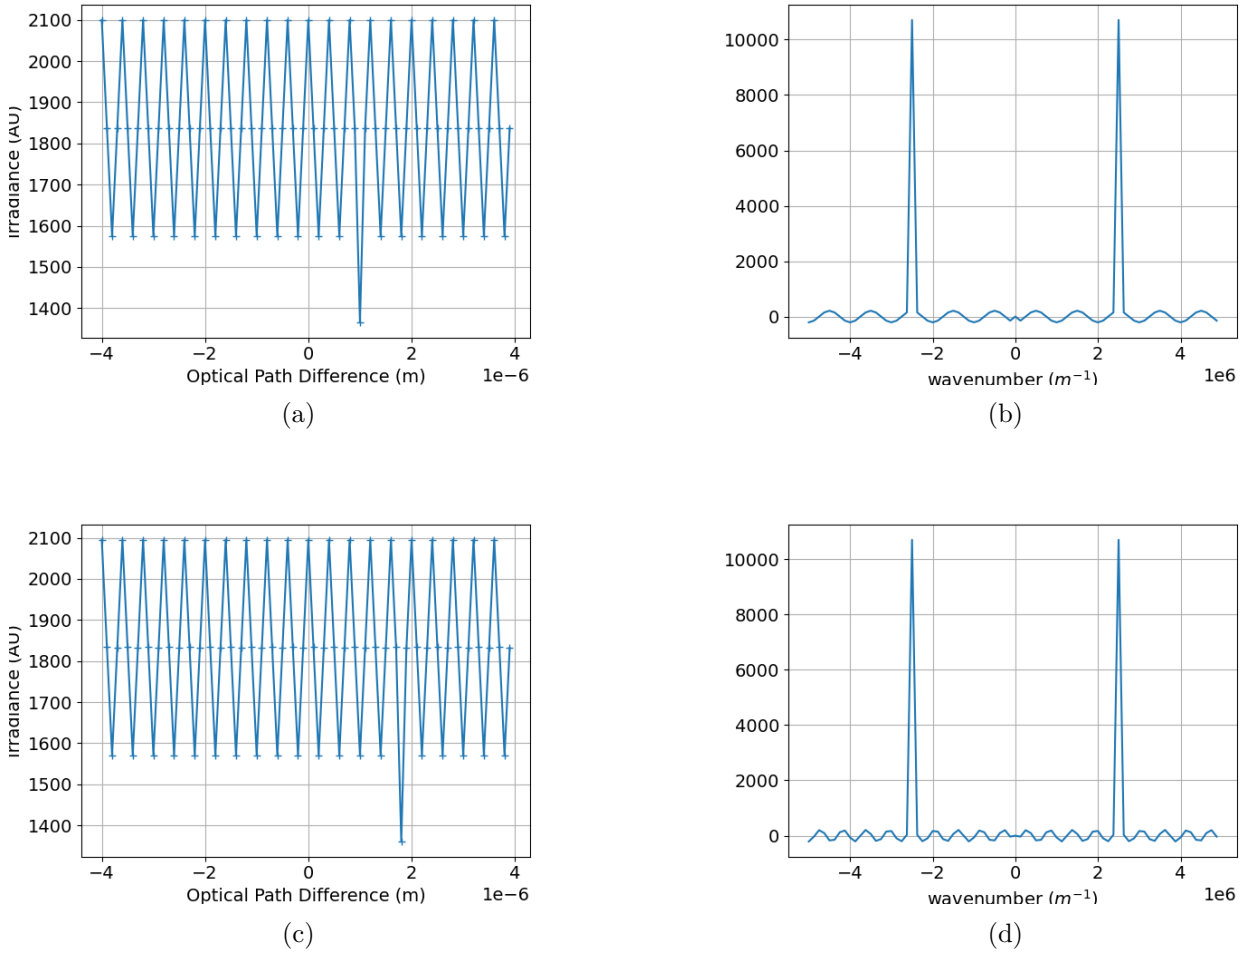 2100
2000
1900
1800
1700
1600
1500
1400
Irradiance (AU)
−4 −2 0 2 4
Optical Path Difference (m) 1e−6
(a)
10000
8000
6000
4000
2000
0
−4 −2 0 2 4
wavenumber (m⁻¹) 1e6
(b)
2100
2000
1900
1800
1700
1600
1500
1400
Irradiance (AU)
−4 −2 0 2 4
Optical Path Difference (m) 1e−6
(c)
10000
8000
6000
4000
2000
0
−4 −2 0 2 4
wavenumber (m⁻¹) 1e6
(d)